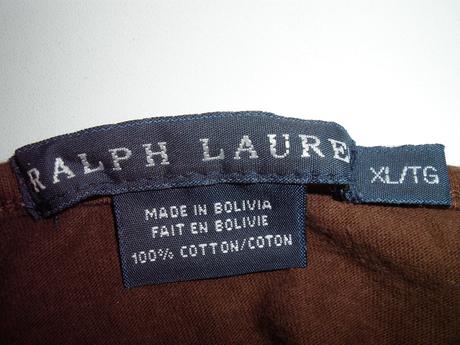 RALPH LAURE
XL/TG
MADE IN BOLIVIA
FAIT EN BOLIVIE
100% COTTON/COTON